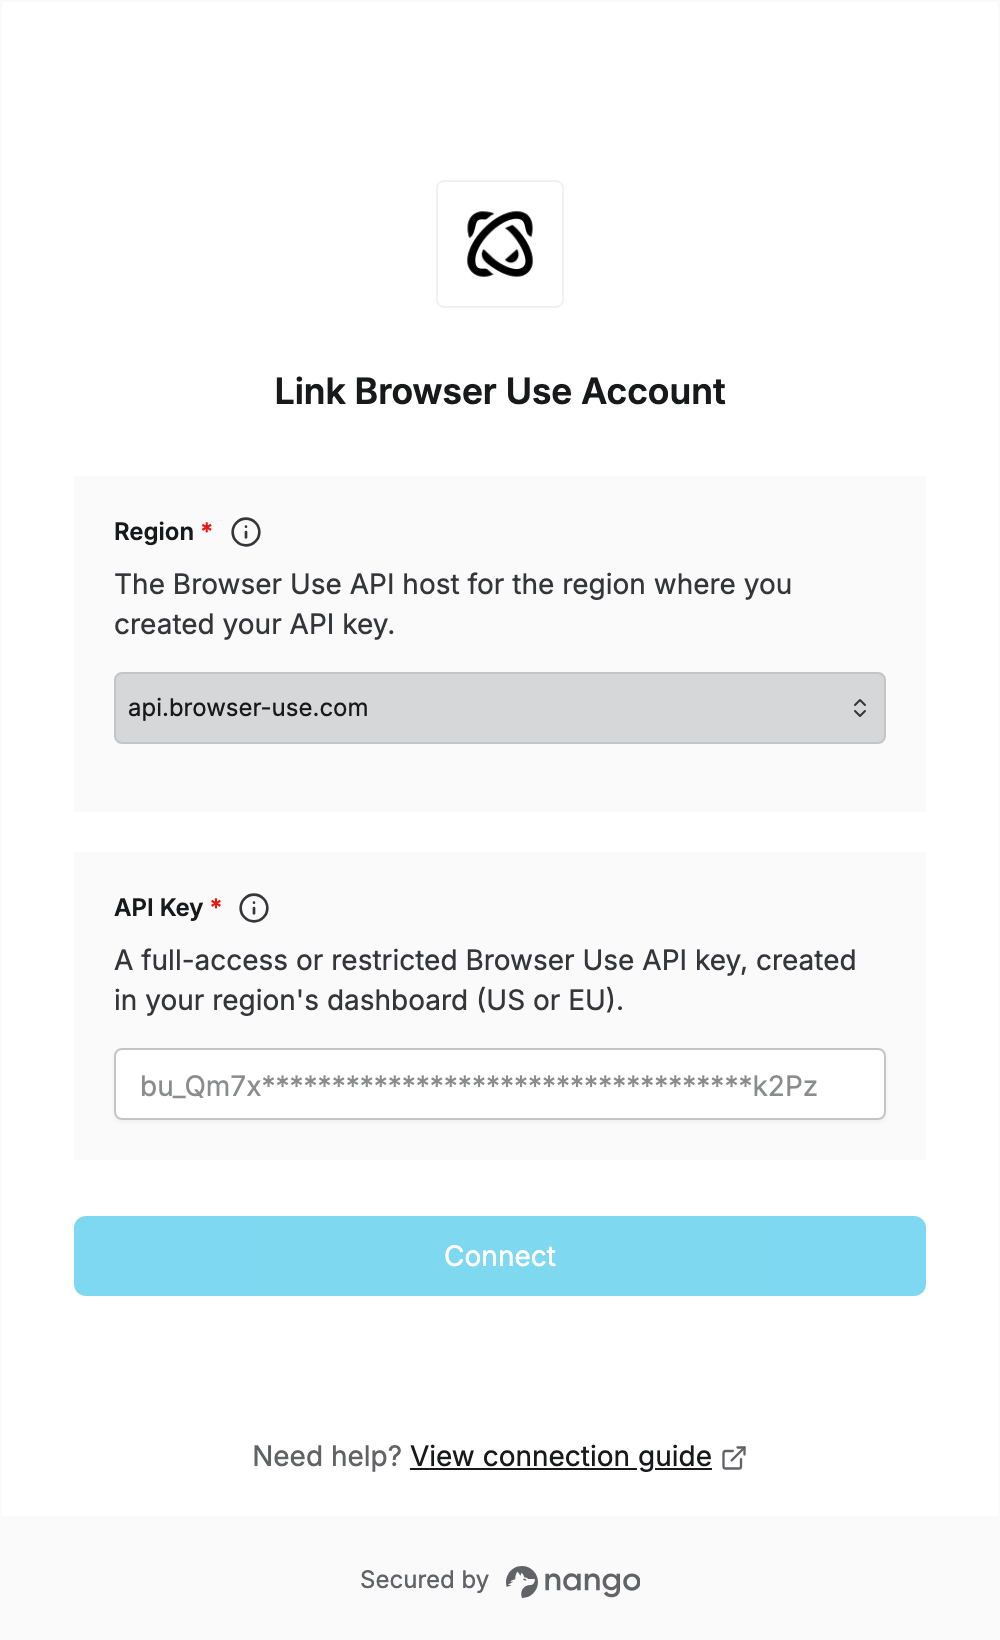 Link Browser Use Account
Region *
The Browser Use API host for the region where you
created your API key.
api.browser-use.com
API Key *
A full-access or restricted Browser Use API key, created
in your region's dashboard (US or EU).
bu_Qm7x***********************************k2Pz
Connect
Need help? View connection guide
Secured by nango